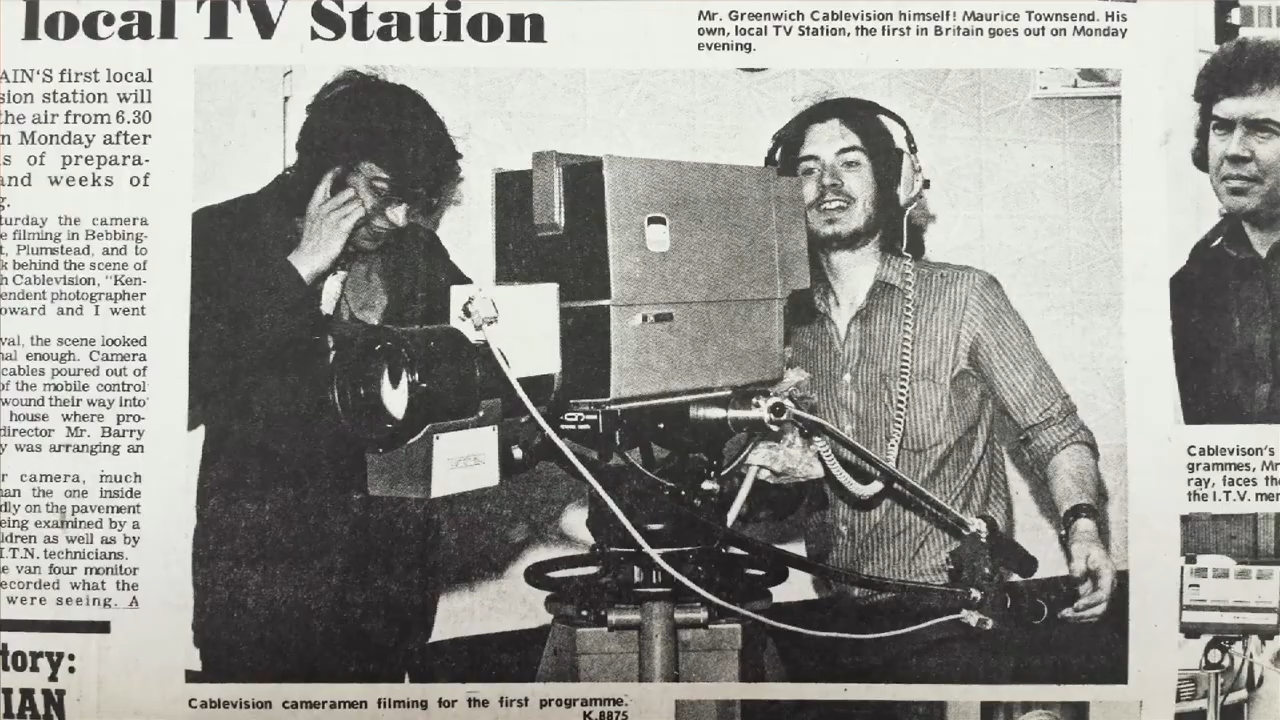 local TV Station
Mr. Greenwich Cablevision himself! Maurice Townsend. His
own, local TV Station, the first in Britain goes out on Monday
evening.
AIN'S first local
sion station will
the air from 6.30
n Monday after
s of prepara-
and weeks of
g.
turday the camera
e filming in Bebbing-
t, Plumstead, and to
k behind the scene of
h Cablevision, "Ken-
endent photographer
oward and I went
val, the scene looked
nal enough. Camera
cables poured out of
of the mobile control
wound their way into
house where pro-
director Mr. Barry
y was arranging an
r camera, much
an the one inside
dly on the pavement
eing examined by a
ldren as well as by
I.T.N. technicians.
e van four monitor
ecorded what the
were seeing. A
tory:
IAN
Cablevision cameramen filming for the first programme.
K.8875
Cablevison's
grammes, Mr
ray, faces the
the I.T.V. men